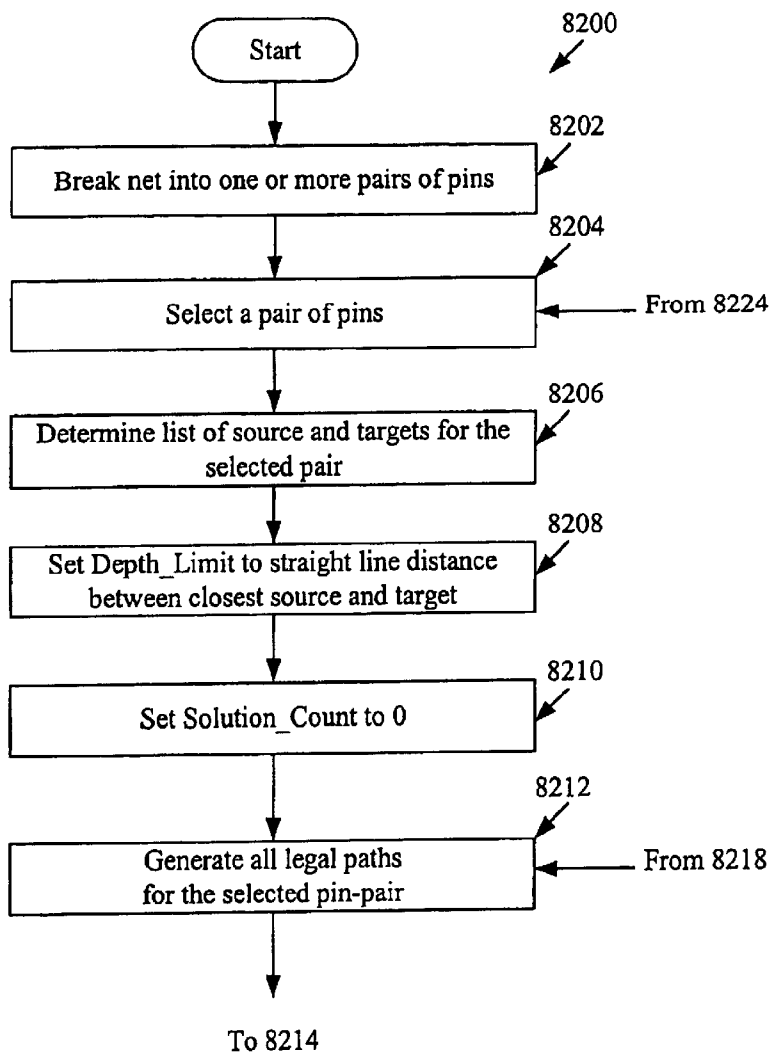 8200
Start
8202
Break net into one or more pairs of pins
8204
Select a pair of pins
From 8224
8206
Determine list of source and targets for the
selected pair
8208
Set Depth_Limit to straight line distance
between closest source and target
8210
Set Solution_Count to 0
8212
Generate all legal paths
for the selected pin-pair
From 8218
To 8214